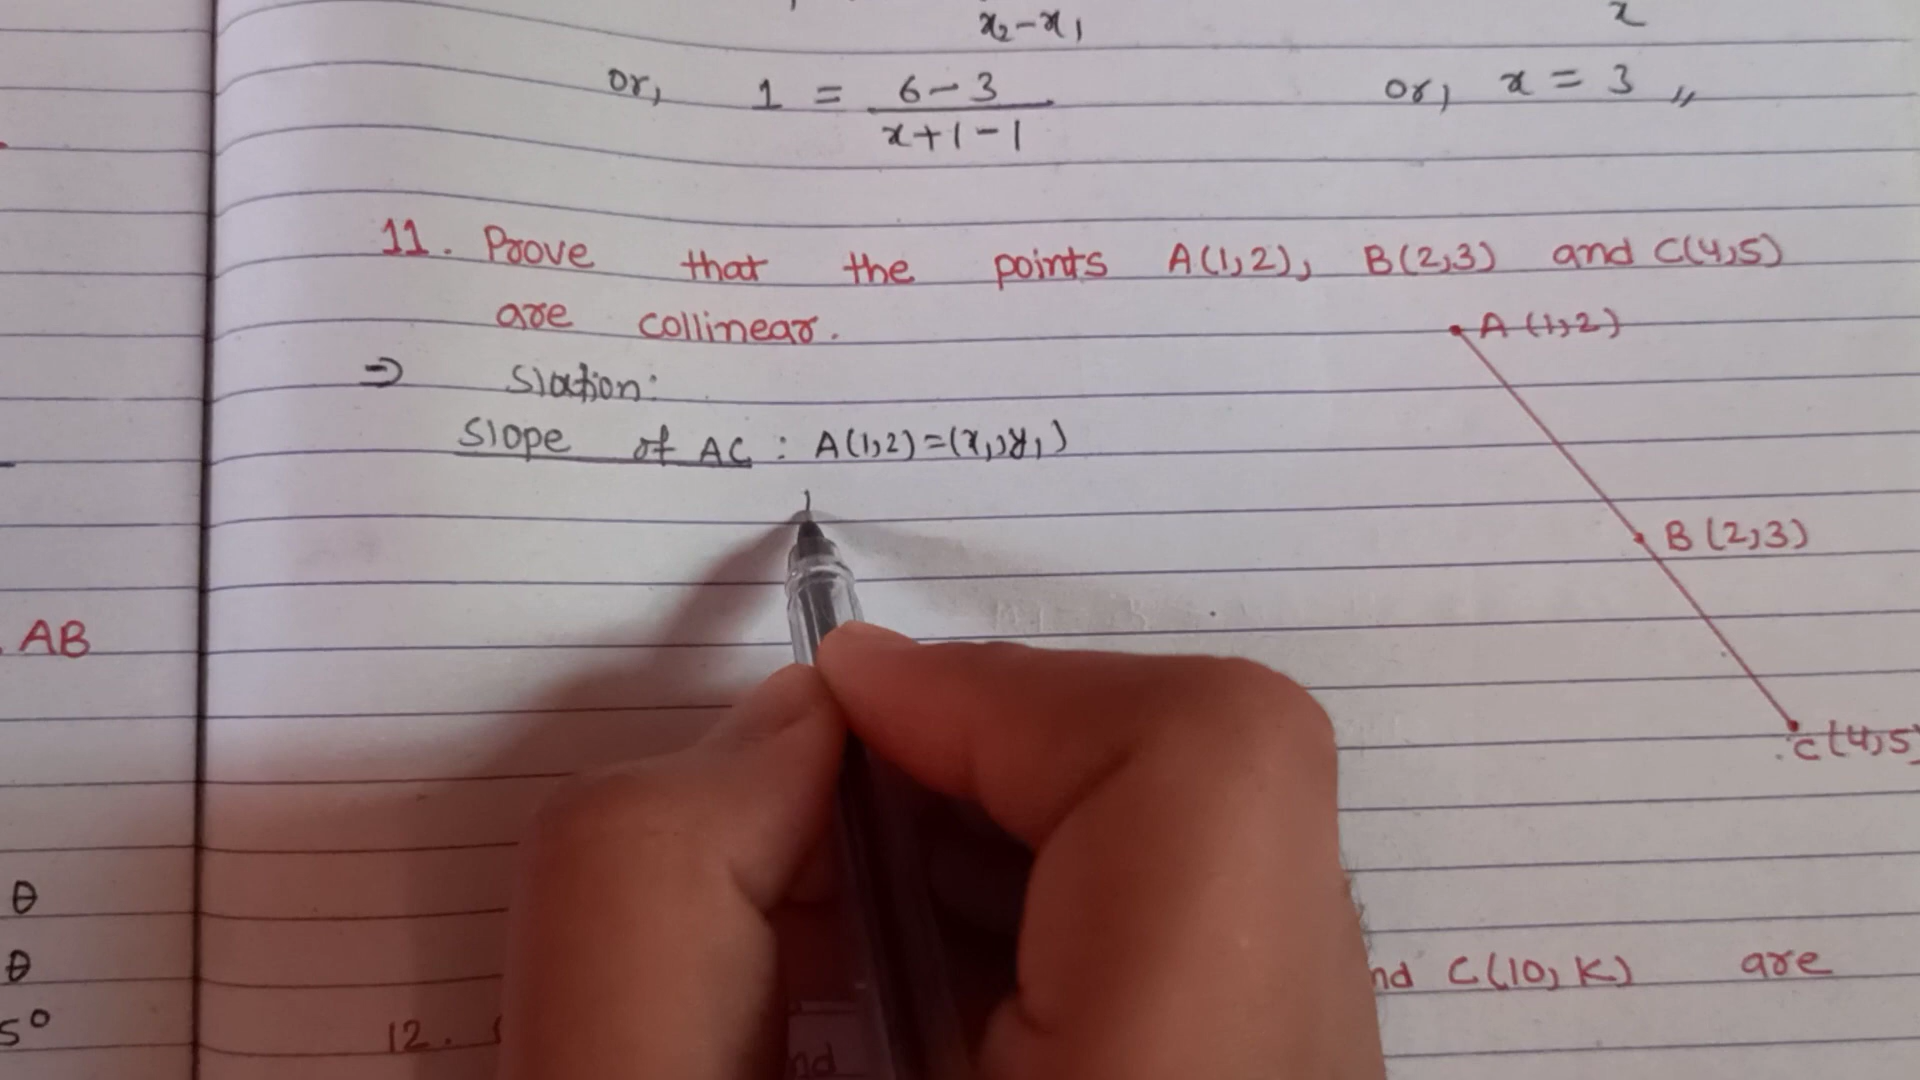 x₂-x₁
x
or, 1 = 6-3 / x+1-1
or, x = 3 ,,
11. Prove that the points A(1,2), B(2,3) and C(4,5)
are collinear.
A(1,2)
⇒ Slation:
Slope of AC : A(1,2)=(x₁,y₁)
B(2,3)
AB
C(4,5)
θ
nd C(10,K) are
θ
5°
12.
nd